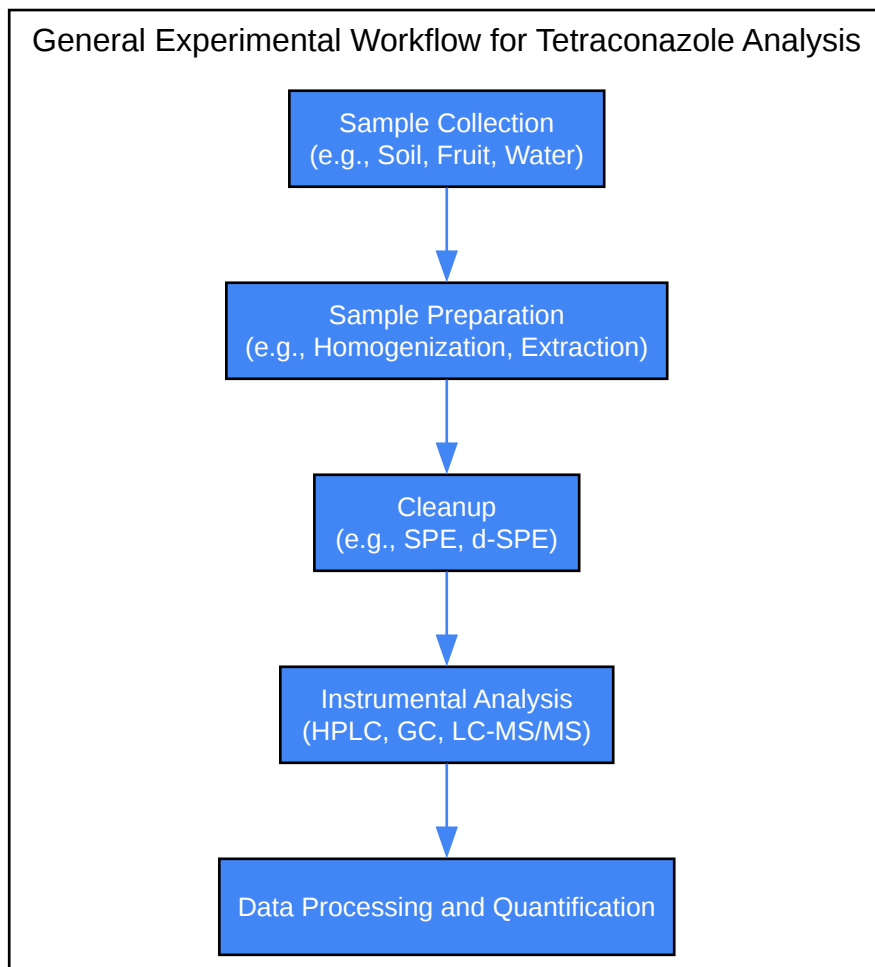 General Experimental Workflow for Tetraconazole Analysis
Sample Collection
(e.g., Soil, Fruit, Water)
Sample Preparation
(e.g., Homogenization, Extraction)
Cleanup
(e.g., SPE, d-SPE)
Instrumental Analysis
(HPLC, GC, LC-MS/MS)
Data Processing and Quantification